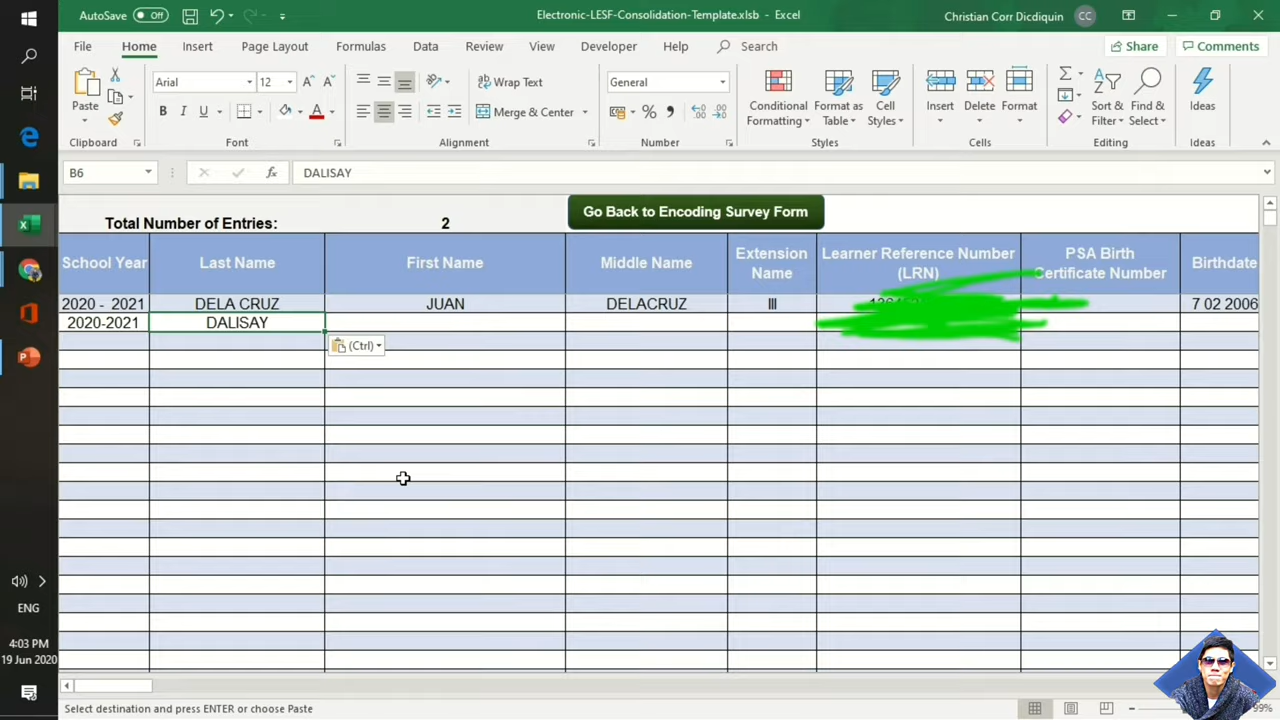 AutoSave Off Electronic-LESF-Consolidation-Template.xlsb - Excel Christian Corr Dicdiquin CC
File Home Insert Page Layout Formulas Data Review View Developer Help Search Share Comments
Arial 12 Wrap Text General
Paste B I U Merge & Center % Conditional Formatting Format as Table Cell Styles Insert Delete Format Sort & Filter Find & Select Ideas
Clipboard Font Alignment Number Styles Cells Editing Ideas
B6 fx DALISAY
Total Number of Entries: 2 Go Back to Encoding Survey Form
School Year Last Name First Name Middle Name Extension Name Learner Reference Number (LRN) PSA Birth Certificate Number Birthdate
2020 - 2021 DELA CRUZ JUAN DELACRUZ III 7 02 2006
2020-2021 DALISAY
(Ctrl)
ENG
4:03 PM
19 Jun 2020
Select destination and press ENTER or choose Paste 99%